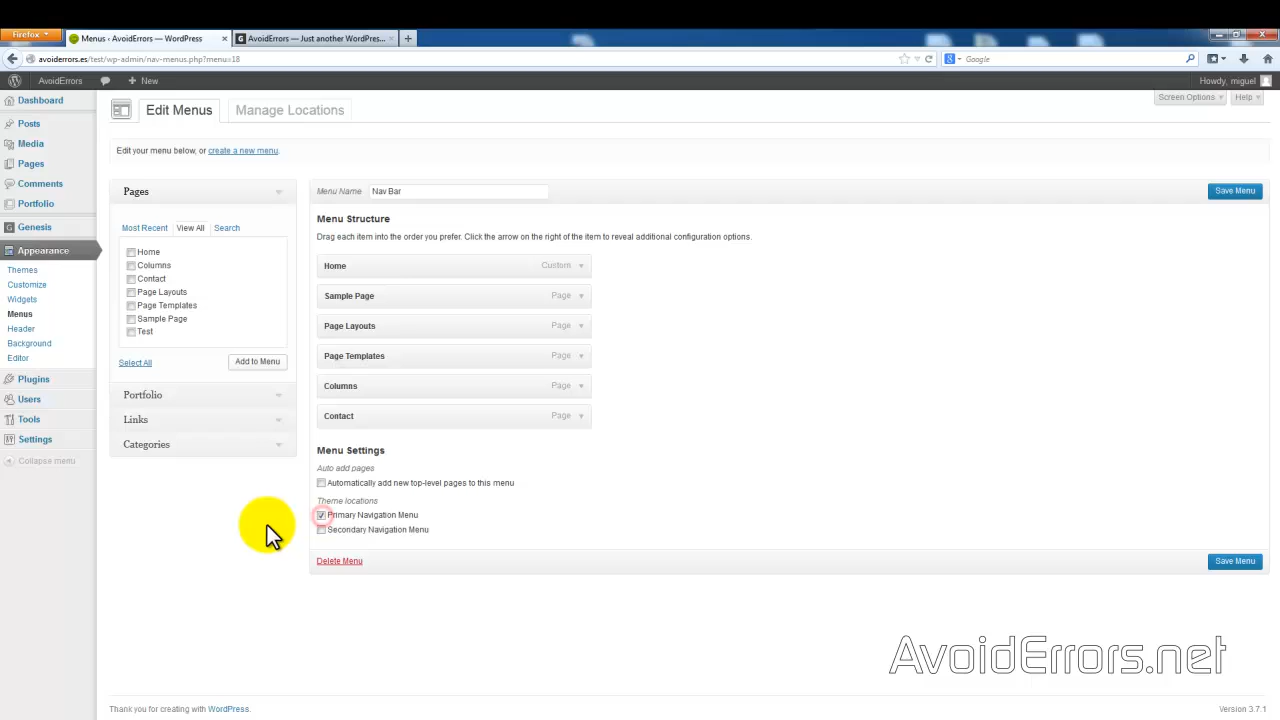 Firefox
Menus ‹ AvoidErrors — WordPress
AvoidErrors — Just another WordPres...
avoiderrors.es/test/wp-admin/nav-menus.php?menu=18
Google
AvoidErrors
New
Howdy, miguel
Screen Options
Help
Dashboard
Posts
Media
Pages
Comments
Portfolio
Genesis
Appearance
Themes
Customize
Widgets
Menus
Header
Background
Editor
Plugins
Users
Tools
Settings
Collapse menu
Edit Menus
Manage Locations
Edit your menu below, or create a new menu.
Pages
Most Recent View All Search
Home
Columns
Contact
Page Layouts
Page Templates
Sample Page
Test
Select All
Add to Menu
Portfolio
Links
Categories
Menu Name Nav Bar
Save Menu
Menu Structure
Drag each item into the order you prefer. Click the arrow on the right of the item to reveal additional configuration options.
Home Custom
Sample Page Page
Page Layouts Page
Page Templates Page
Columns Page
Contact Page
Menu Settings
Auto add pages
Automatically add new top-level pages to this menu
Theme locations
Primary Navigation Menu
Secondary Navigation Menu
Delete Menu
Save Menu
AvoidErrors.net
Thank you for creating with WordPress.
Version 3.7.1